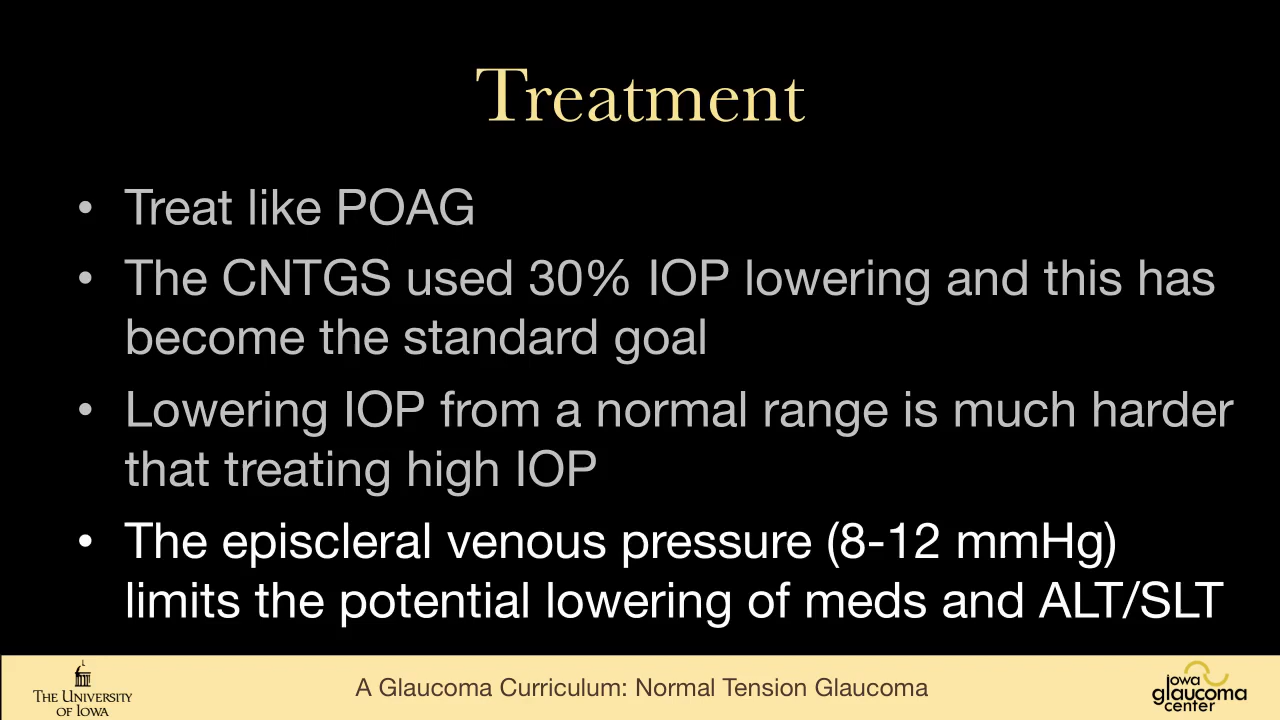 Treatment
• Treat like POAG
• The CNTGS used 30% IOP lowering and this has
become the standard goal
• Lowering IOP from a normal range is much harder
that treating high IOP
• The episcleral venous pressure (8-12 mmHg)
limits the potential lowering of meds and ALT/SLT
THE UNIVERSITY
OF IOWA
A Glaucoma Curriculum: Normal Tension Glaucoma
Iowa
glaucoma
center